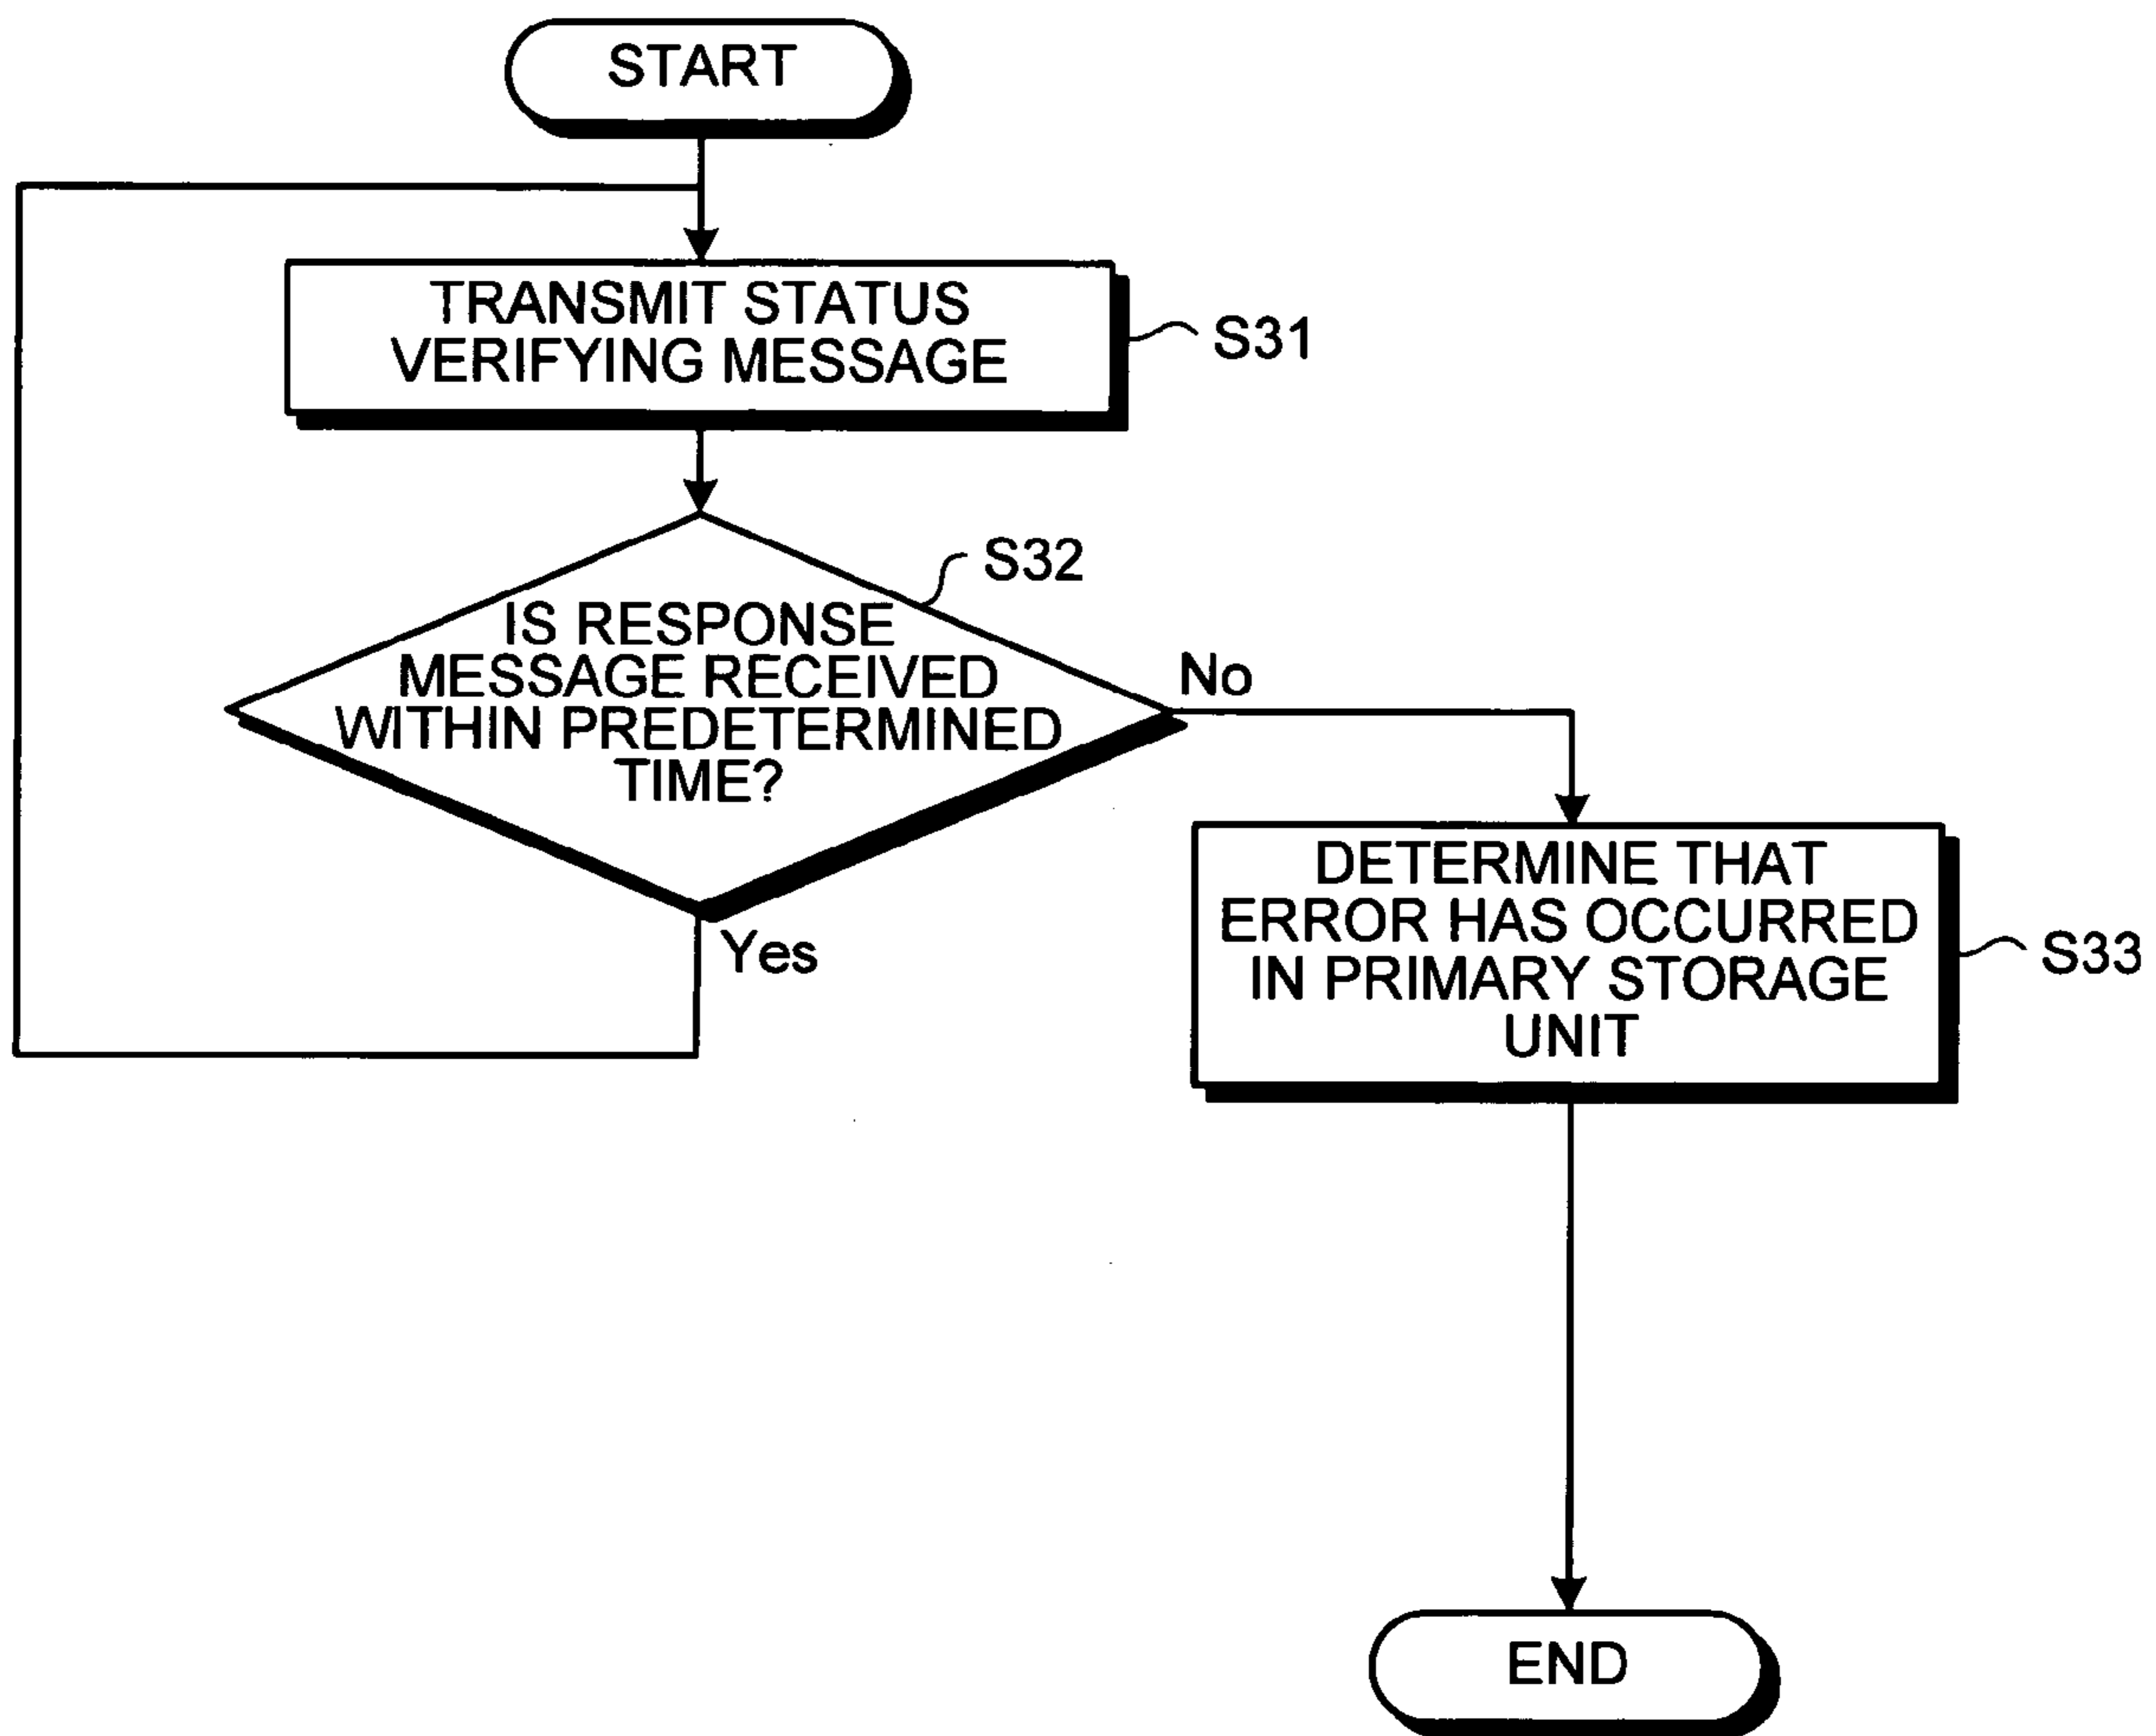 START
TRANSMIT STATUS
VERIFYING MESSAGE
S31
S32
IS RESPONSE
MESSAGE RECEIVED
WITHIN PREDETERMINED
TIME?
No
Yes
DETERMINE THAT
ERROR HAS OCCURRED
IN PRIMARY STORAGE
UNIT
S33
END